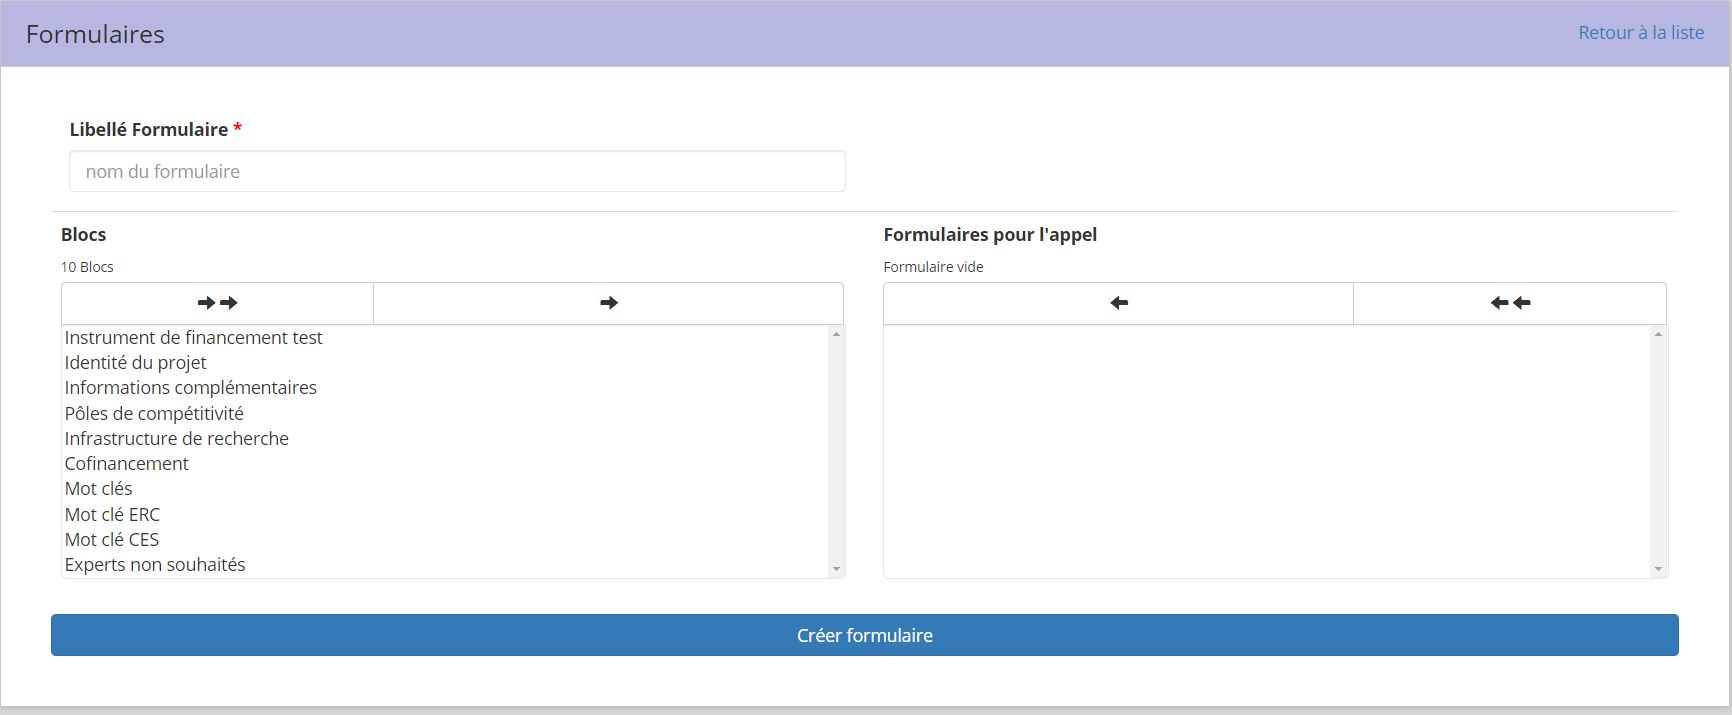 Formulaires
Retour à la liste
Libellé Formulaire *
nom du formulaire
Blocs
10 Blocs
Instrument de financement test
Identité du projet
Informations complémentaires
Pôles de compétitivité
Infrastructure de recherche
Cofinancement
Mot clés
Mot clé ERC
Mot clé CES
Experts non souhaités
Formulaires pour l'appel
Formulaire vide
Créer formulaire